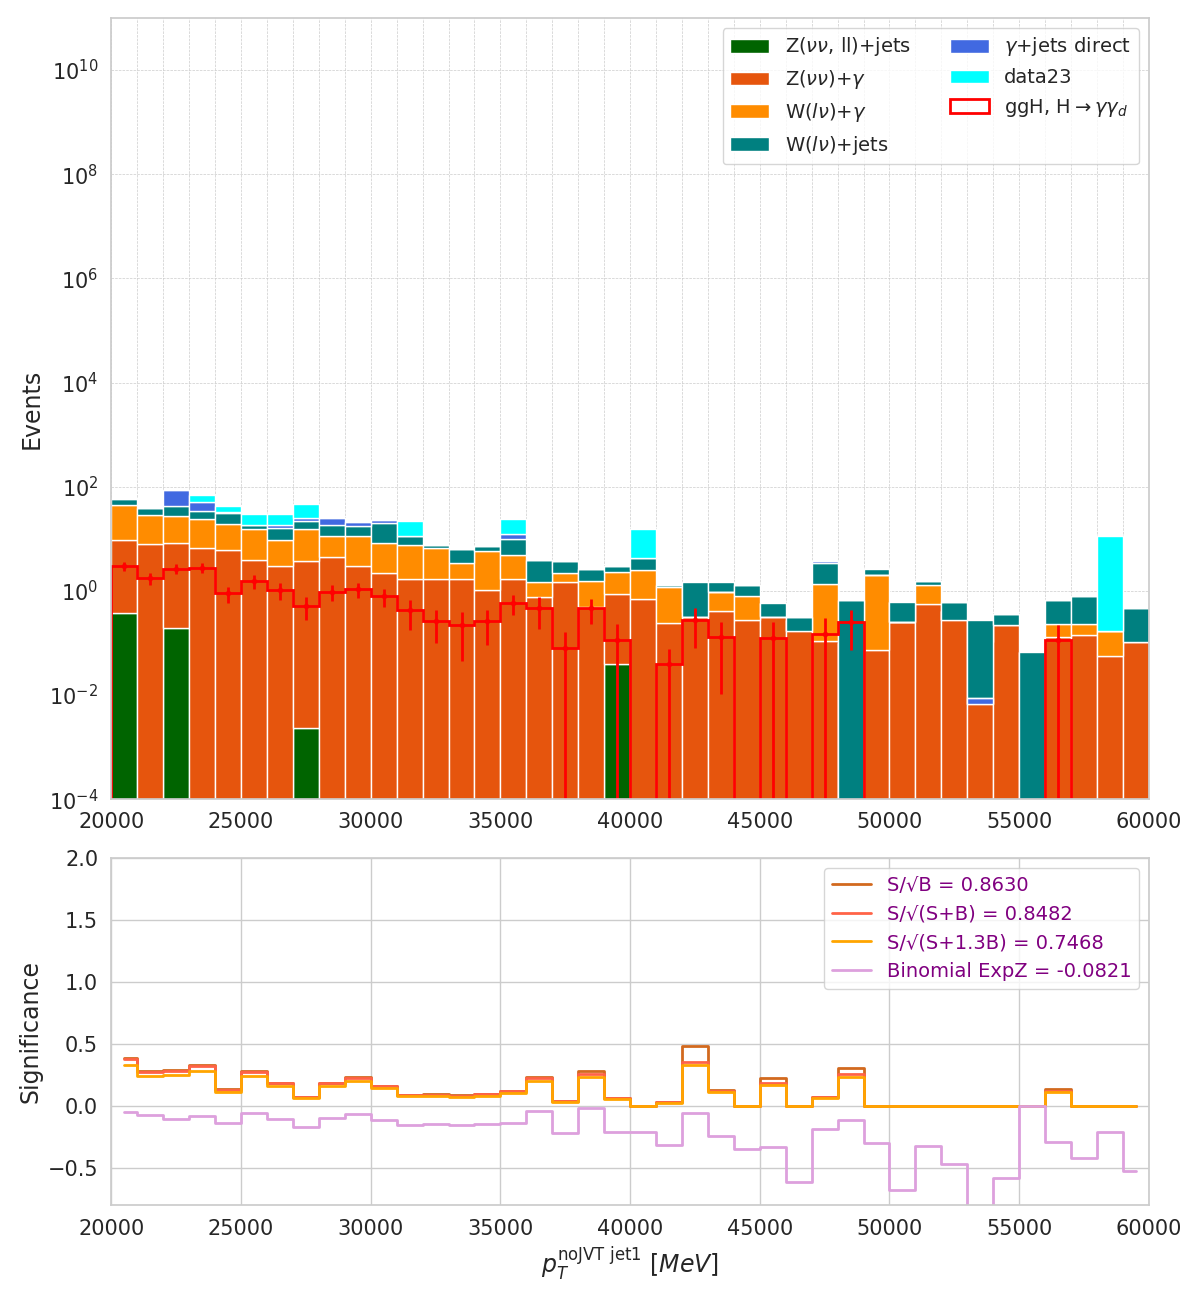 Z(νν, ll)+jets
Z(νν)+γ
W(lν)+γ
W(lν)+jets
γ+jets direct
data23
ggH, H→γγ_d
Events
10^10
10^8
10^6
10^4
10^2
10^0
10^−2
10^−4
20000 25000 30000 35000 40000 45000 50000 55000 60000
S/√B = 0.8630
S/√(S+B) = 0.8482
S/√(S+1.3B) = 0.7468
Binomial ExpZ = -0.0821
Significance
2.0
1.5
1.0
0.5
0.0
−0.5
20000 25000 30000 35000 40000 45000 50000 55000 60000
p_T^noJVT jet1 [MeV]